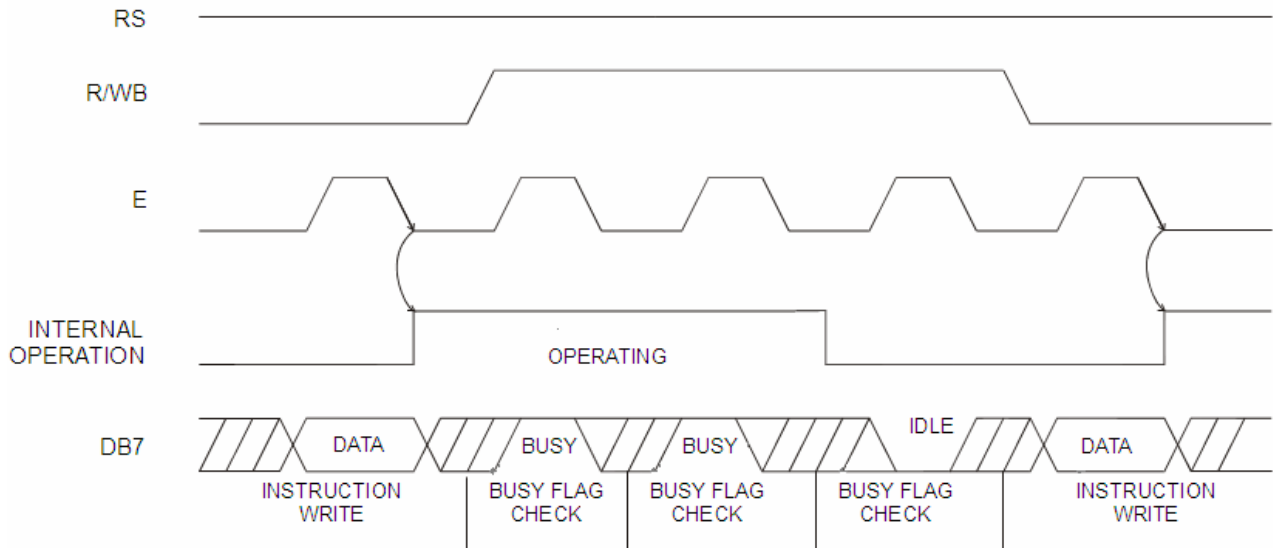 RS
R/WB
E
INTERNAL
OPERATION
OPERATING
DB7
DATA
BUSY
BUSY
IDLE
DATA
INSTRUCTION
WRITE
BUSY FLAG
CHECK
BUSY FLAG
CHECK
BUSY FLAG
CHECK
INSTRUCTION
WRITE